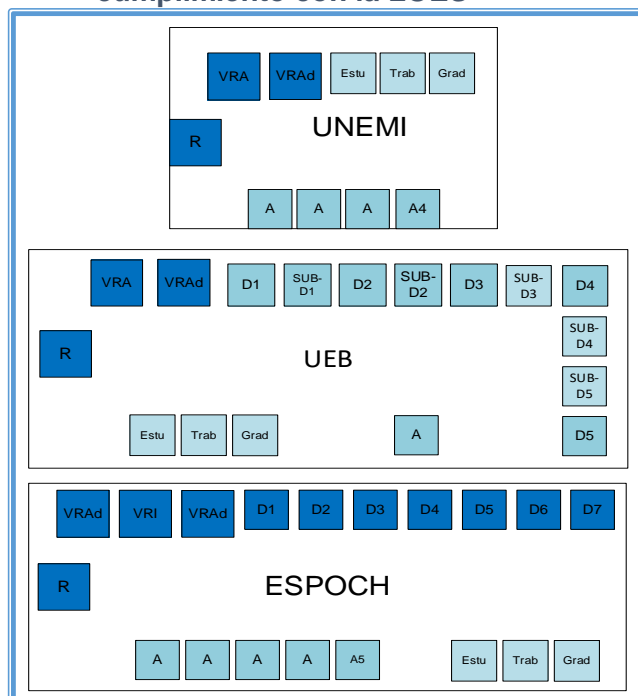 cumplimiento con la LOES
VRA VRAd Estu Trab Grad
UNEMI
R
A A A A4
VRA VRAd D1 SUB-D1 D2 SUB-D2 D3 SUB-D3 D4
SUB-D4
R
UEB
SUB-D5
Estu Trab Grad A D5
VRAd VRI VRAd D1 D2 D3 D4 D5 D6 D7
R
ESPOCH
A A A A A5 Estu Trab Grad